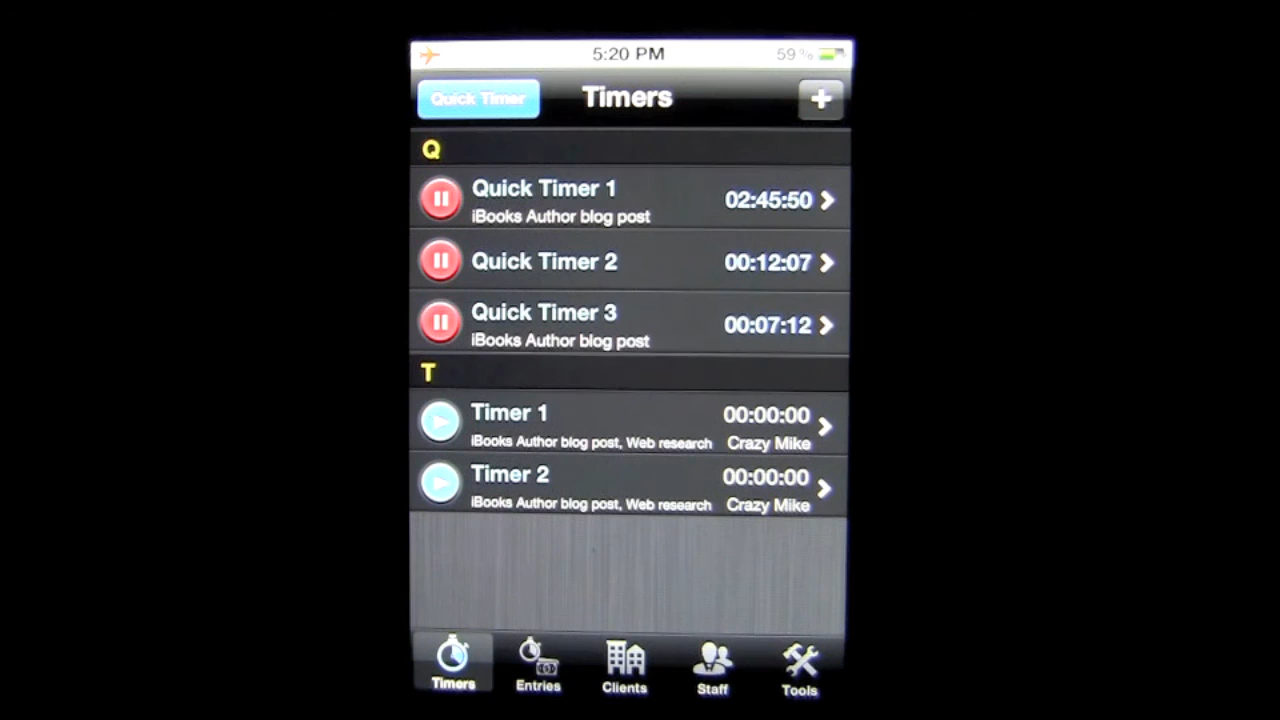 5:20 PM
59%
Quick Timer
Timers
+
Q
Quick Timer 1
02:45:50
iBooks Author blog post
Quick Timer 2
00:12:07
Quick Timer 3
00:07:12
iBooks Author blog post
T
Timer 1
00:00:00
iBooks Author blog post, Web research
Crazy Mike
Timer 2
00:00:00
iBooks Author blog post, Web research
Crazy Mike
Timers
Entries
Clients
Staff
Tools